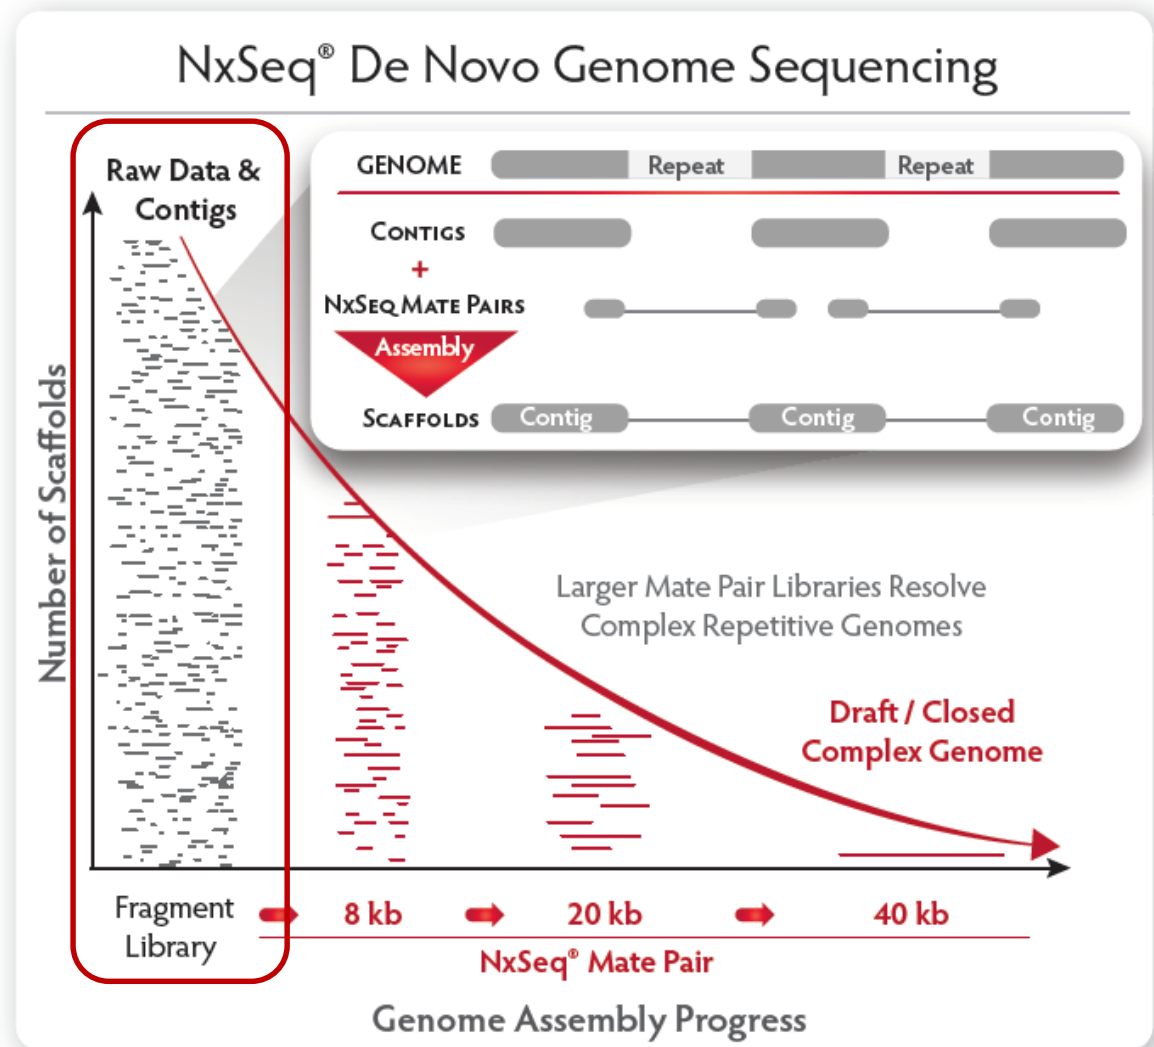 NxSeq® De Novo Genome Sequencing
Raw Data &
Contigs
GENOME
Repeat
Repeat
CONTIGS
+
NXSEQ MATE PAIRS
Assembly
SCAFFOLDS
Contig
Contig
Contig
Number of Scaffolds
Larger Mate Pair Libraries Resolve
Complex Repetitive Genomes
Draft / Closed
Complex Genome
Fragment
Library
8 kb
20 kb
40 kb
NxSeq® Mate Pair
Genome Assembly Progress